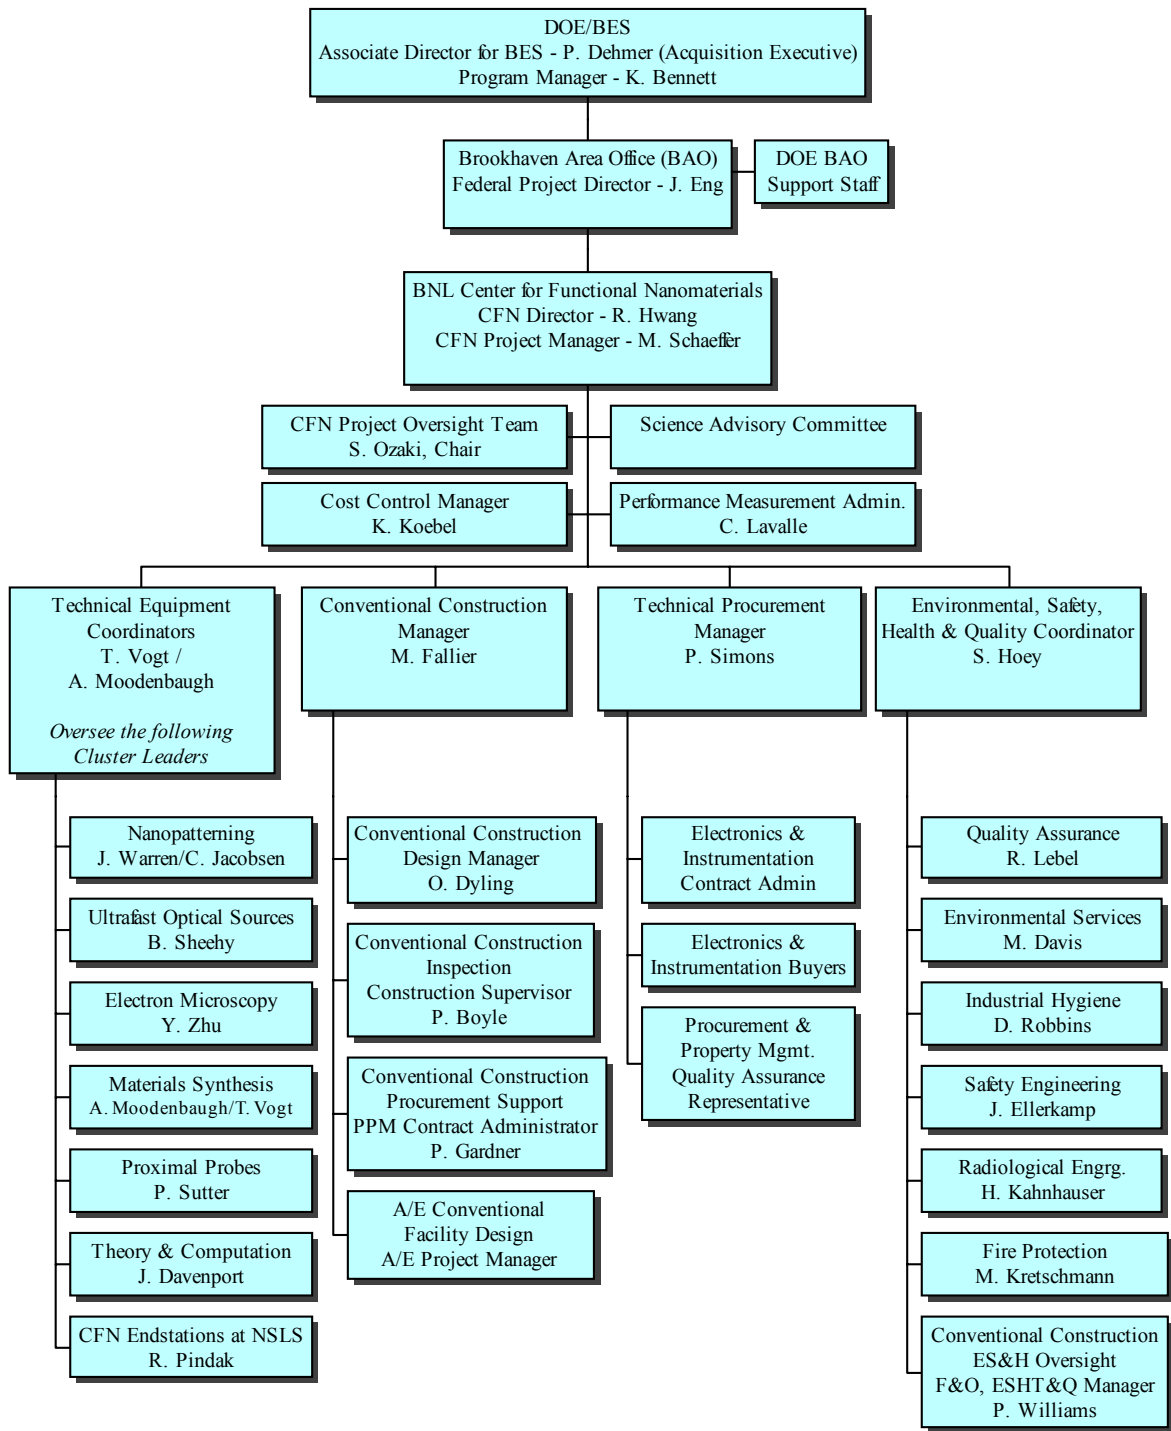 DOE/BES
Associate Director for BES - P. Dehmer (Acquisition Executive)
Program Manager - K. Bennett
Brookhaven Area Office (BAO)
Federal Project Director - J. Eng
DOE BAO
Support Staff
BNL Center for Functional Nanomaterials
CFN Director - R. Hwang
CFN Project Manager - M. Schaeffer
CFN Project Oversight Team
S. Ozaki, Chair
Science Advisory Committee
Cost Control Manager
K. Koebel
Performance Measurement Admin.
C. Lavalle
Technical Equipment
Coordinators
T. Vogt /
A. Moodenbaugh
Oversee the following
Cluster Leaders
Nanopatterning
J. Warren/C. Jacobsen
Ultrafast Optical Sources
B. Sheehy
Electron Microscopy
Y. Zhu
Materials Synthesis
A. Moodenbaugh/T. Vogt
Proximal Probes
P. Sutter
Theory & Computation
J. Davenport
CFN Endstations at NSLS
R. Pindak
Conventional Construction
Manager
M. Fallier
Conventional Construction
Design Manager
O. Dyling
Conventional Construction
Inspection
Construction Supervisor
P. Boyle
Conventional Construction
Procurement Support
PPM Contract Administrator
P. Gardner
A/E Conventional
Facility Design
A/E Project Manager
Technical Procurement
Manager
P. Simons
Electronics &
Instrumentation
Contract Admin
Electronics &
Instrumentation Buyers
Procurement &
Property Mgmt.
Quality Assurance
Representative
Environmental, Safety,
Health & Quality Coordinator
S. Hoey
Quality Assurance
R. Lebel
Environmental Services
M. Davis
Industrial Hygiene
D. Robbins
Safety Engineering
J. Ellerkamp
Radiological Engrg.
H. Kahnhauser
Fire Protection
M. Kretschmann
Conventional Construction
ES&H Oversight
F&O, ESHT&Q Manager
P. Williams